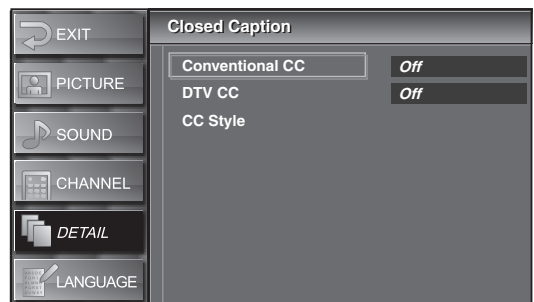 EXIT
PICTURE
SOUND
CHANNEL
DETAIL
LANGUAGE
Closed Caption
Conventional CC Off
DTV CC Off
CC Style